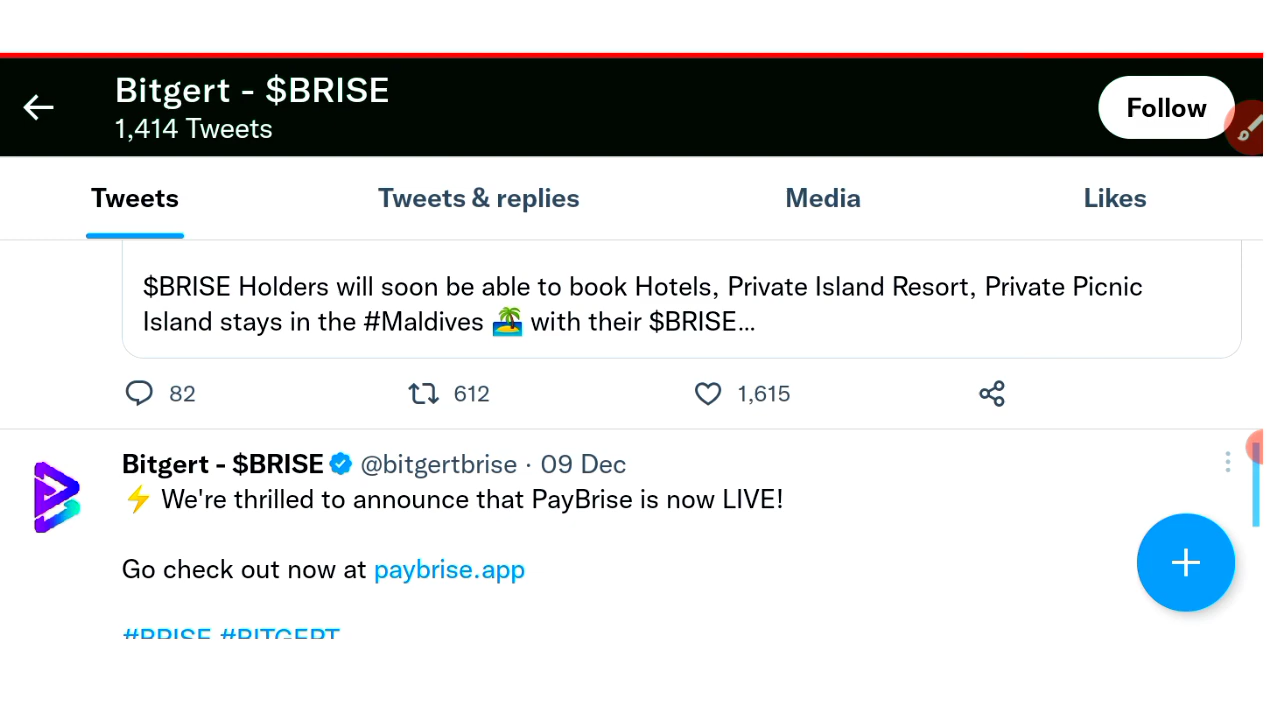 Bitgert - $BRISE
1,414 Tweets
Follow
Tweets
Tweets & replies
Media
Likes
$BRISE Holders will soon be able to book Hotels, Private Island Resort, Private Picnic
Island stays in the #Maldives 🏝️ with their $BRISE...
82
612
1,615
Bitgert - $BRISE @bitgertbrise · 09 Dec
⚡ We're thrilled to announce that PayBrise is now LIVE!
Go check out now at paybrise.app
#BRISE #BITGERT